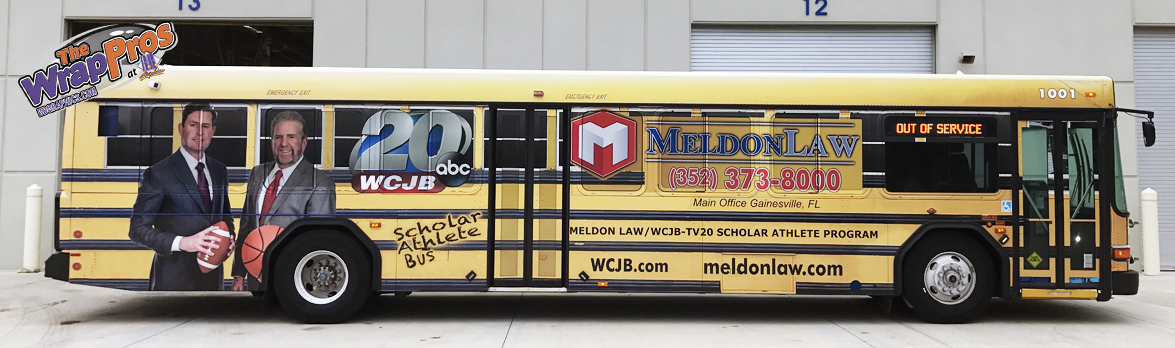 13
12
The
WrapPros
at
EMERGENCY EXIT
EMERGENCY EXIT
1001
OUT OF SERVICE
20
abc
WCJB
M
MELDONLAW
(352) 373-8000
Main Office Gainesville, FL
Scholar
Athlete
Bus
MELDON LAW/WCJB-TV20 SCHOLAR ATHLETE PROGRAM
WCJB.com
meldonlaw.com